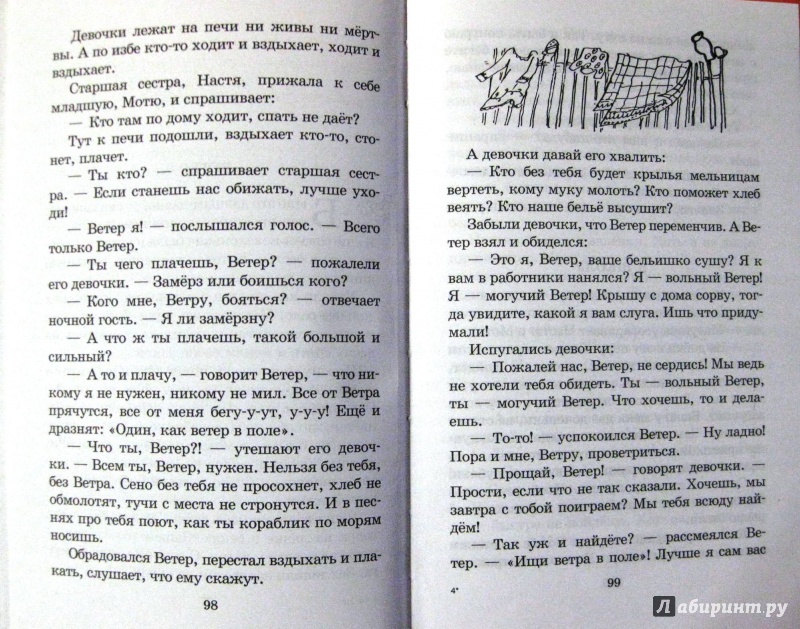 Девочки лежат на печи ни живы ни мёрт-
вы. А по избе кто-то ходит и вздыхает, ходит и
вздыхает.
Старшая сестра, Настя, прижала к себе
младшую, Мотю, и спрашивает:
— Кто там по дому ходит, спать не даёт?
Тут к печи подошли, вздыхает кто-то, сто-
нет, плачет.
— Ты кто? — спрашивает старшая сест-
ра. — Если станешь нас обижать, лучше ухо-
ди!
— Ветер я! — послышался голос. — Всего
только Ветер.
— Ты чего плачешь, Ветер? — пожалели
его девочки. — Замёрз или боишься кого?
— Кого мне, Ветру, бояться? — отвечает
ночной гость. — Я ли замёрзну?
— А что ж ты плачешь, такой большой и
сильный?
— А то и плачу, — говорит Ветер, — что ни-
кому я не нужен, никому не мил. Все от Ветра
прячутся, все от меня бегу-у-ут, у-у-у! Ещё и
дразнят: «Один, как ветер в поле».
— Что ты, Ветер?! — утешают его девоч-
ки. — Всем ты, Ветер, нужен. Нельзя без тебя,
без Ветра. Сено без тебя не просохнет, хлеб не
обмолотят, тучи с места не стронутся. И в пес-
нях про тебя поют, как ты кораблик по морям
носишь.
Обрадовался Ветер, перестал вздыхать и пла-
кать, слушает, что ему скажут.
98
А девочки давай его хвалить:
— Кто без тебя будет крылья мельницам
вертеть, кому муку молоть? Кто поможет хлеб
веять? Кто наше бельё высушит?
Забыли девочки, что Ветер переменчив. А Ве-
тер взял и обиделся:
— Это я, Ветер, ваше бельишко сушу? Я к
вам в работники нанялся? Я — вольный Ветер!
Я — могучий Ветер! Крышу с дома сорву, тог-
да увидите, какой я вам слуга. Ишь что приду-
мали!
Испугались девочки:
— Пожалей нас, Ветер, не сердись! Мы ведь
не хотели тебя обидеть. Ты — вольный Ветер,
ты — могучий Ветер. Что хочешь, то и дела-
ешь.
— То-то! — успокоился Ветер. — Ну ладно!
Пора и мне, Ветру, проветриться.
— Прощай, Ветер! — говорят девочки. —
Прости, если что не так сказали. Хочешь, мы
завтра с тобой поиграем? Мы тебя всюду най-
дём!
— Так уж и найдёте? — рассмеялся Ве-
тер. — «Ищи ветра в поле»! Лучше я сам вас
4*
99
Лабиринт.ру